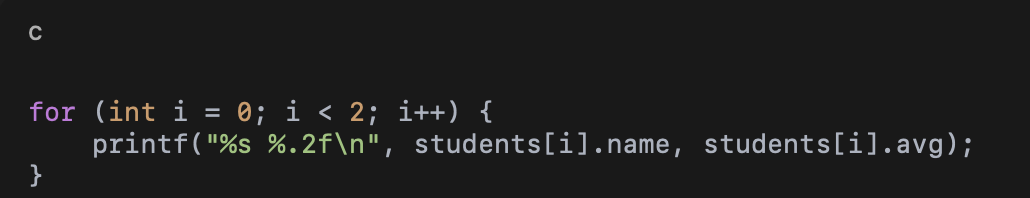 c
for (int i = 0; i < 2; i++) {
    printf("%s %.2f\n", students[i].name, students[i].avg);
}